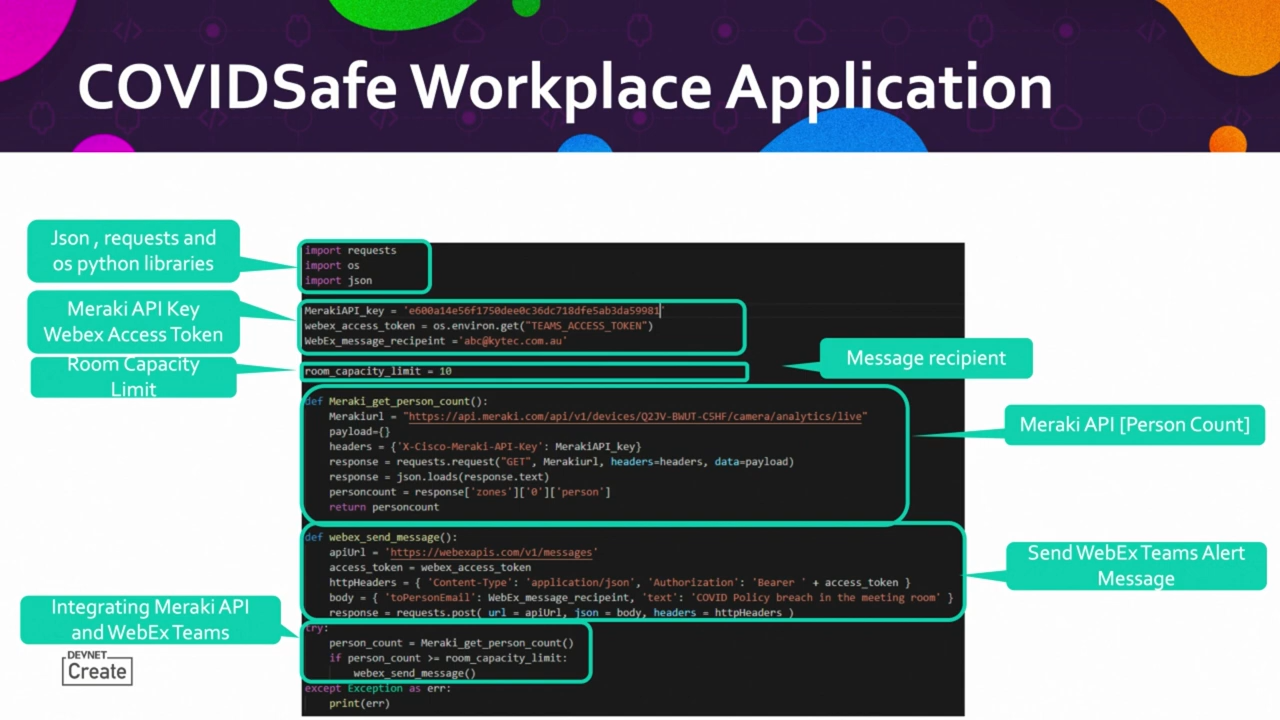 COVIDSafe Workplace Application
Json , requests and
os python libraries
Meraki API Key
Webex Access Token
Room Capacity
Limit
import requests
import os
import json
MerakiAPI_key = 'e600a14e56f1750dee0c36dc718dfe5ab3da59981'
webex_access_token = os.environ.get("TEAMS_ACCESS_TOKEN")
WebEx_message_recipeint ='abc@kytec.com.au'
room_capacity_limit = 10
Message recipient
def Meraki_get_person_count():
Merakiurl = "https://api.meraki.com/api/v1/devices/Q2JV-BWUT-CSHF/camera/analytics/live"
payload={}
headers = {'X-Cisco-Meraki-API-Key': MerakiAPI_key}
response = requests.request("GET", Merakiurl, headers=headers, data=payload)
response = json.loads(response.text)
personcount = response['zones']['0']['person']
return personcount
Meraki API [Person Count]
def webex_send_message():
apiUrl = 'https://webexapis.com/v1/messages'
access_token = webex_access_token
httpHeaders = { 'Content-Type': 'application/json', 'Authorization': 'Bearer ' + access_token }
body = { 'toPersonEmail': WebEx_message_recipeint, 'text': 'COVID Policy breach in the meeting room' }
response = requests.post( url = apiUrl, json = body, headers = httpHeaders )
Send WebEx Teams Alert
Message
Integrating Meraki API
and WebEx Teams
try:
person_count = Meraki_get_person_count()
if person_count >= room_capacity_limit:
webex_send_message()
except Exception as err:
print(err)
DEVNET
Create